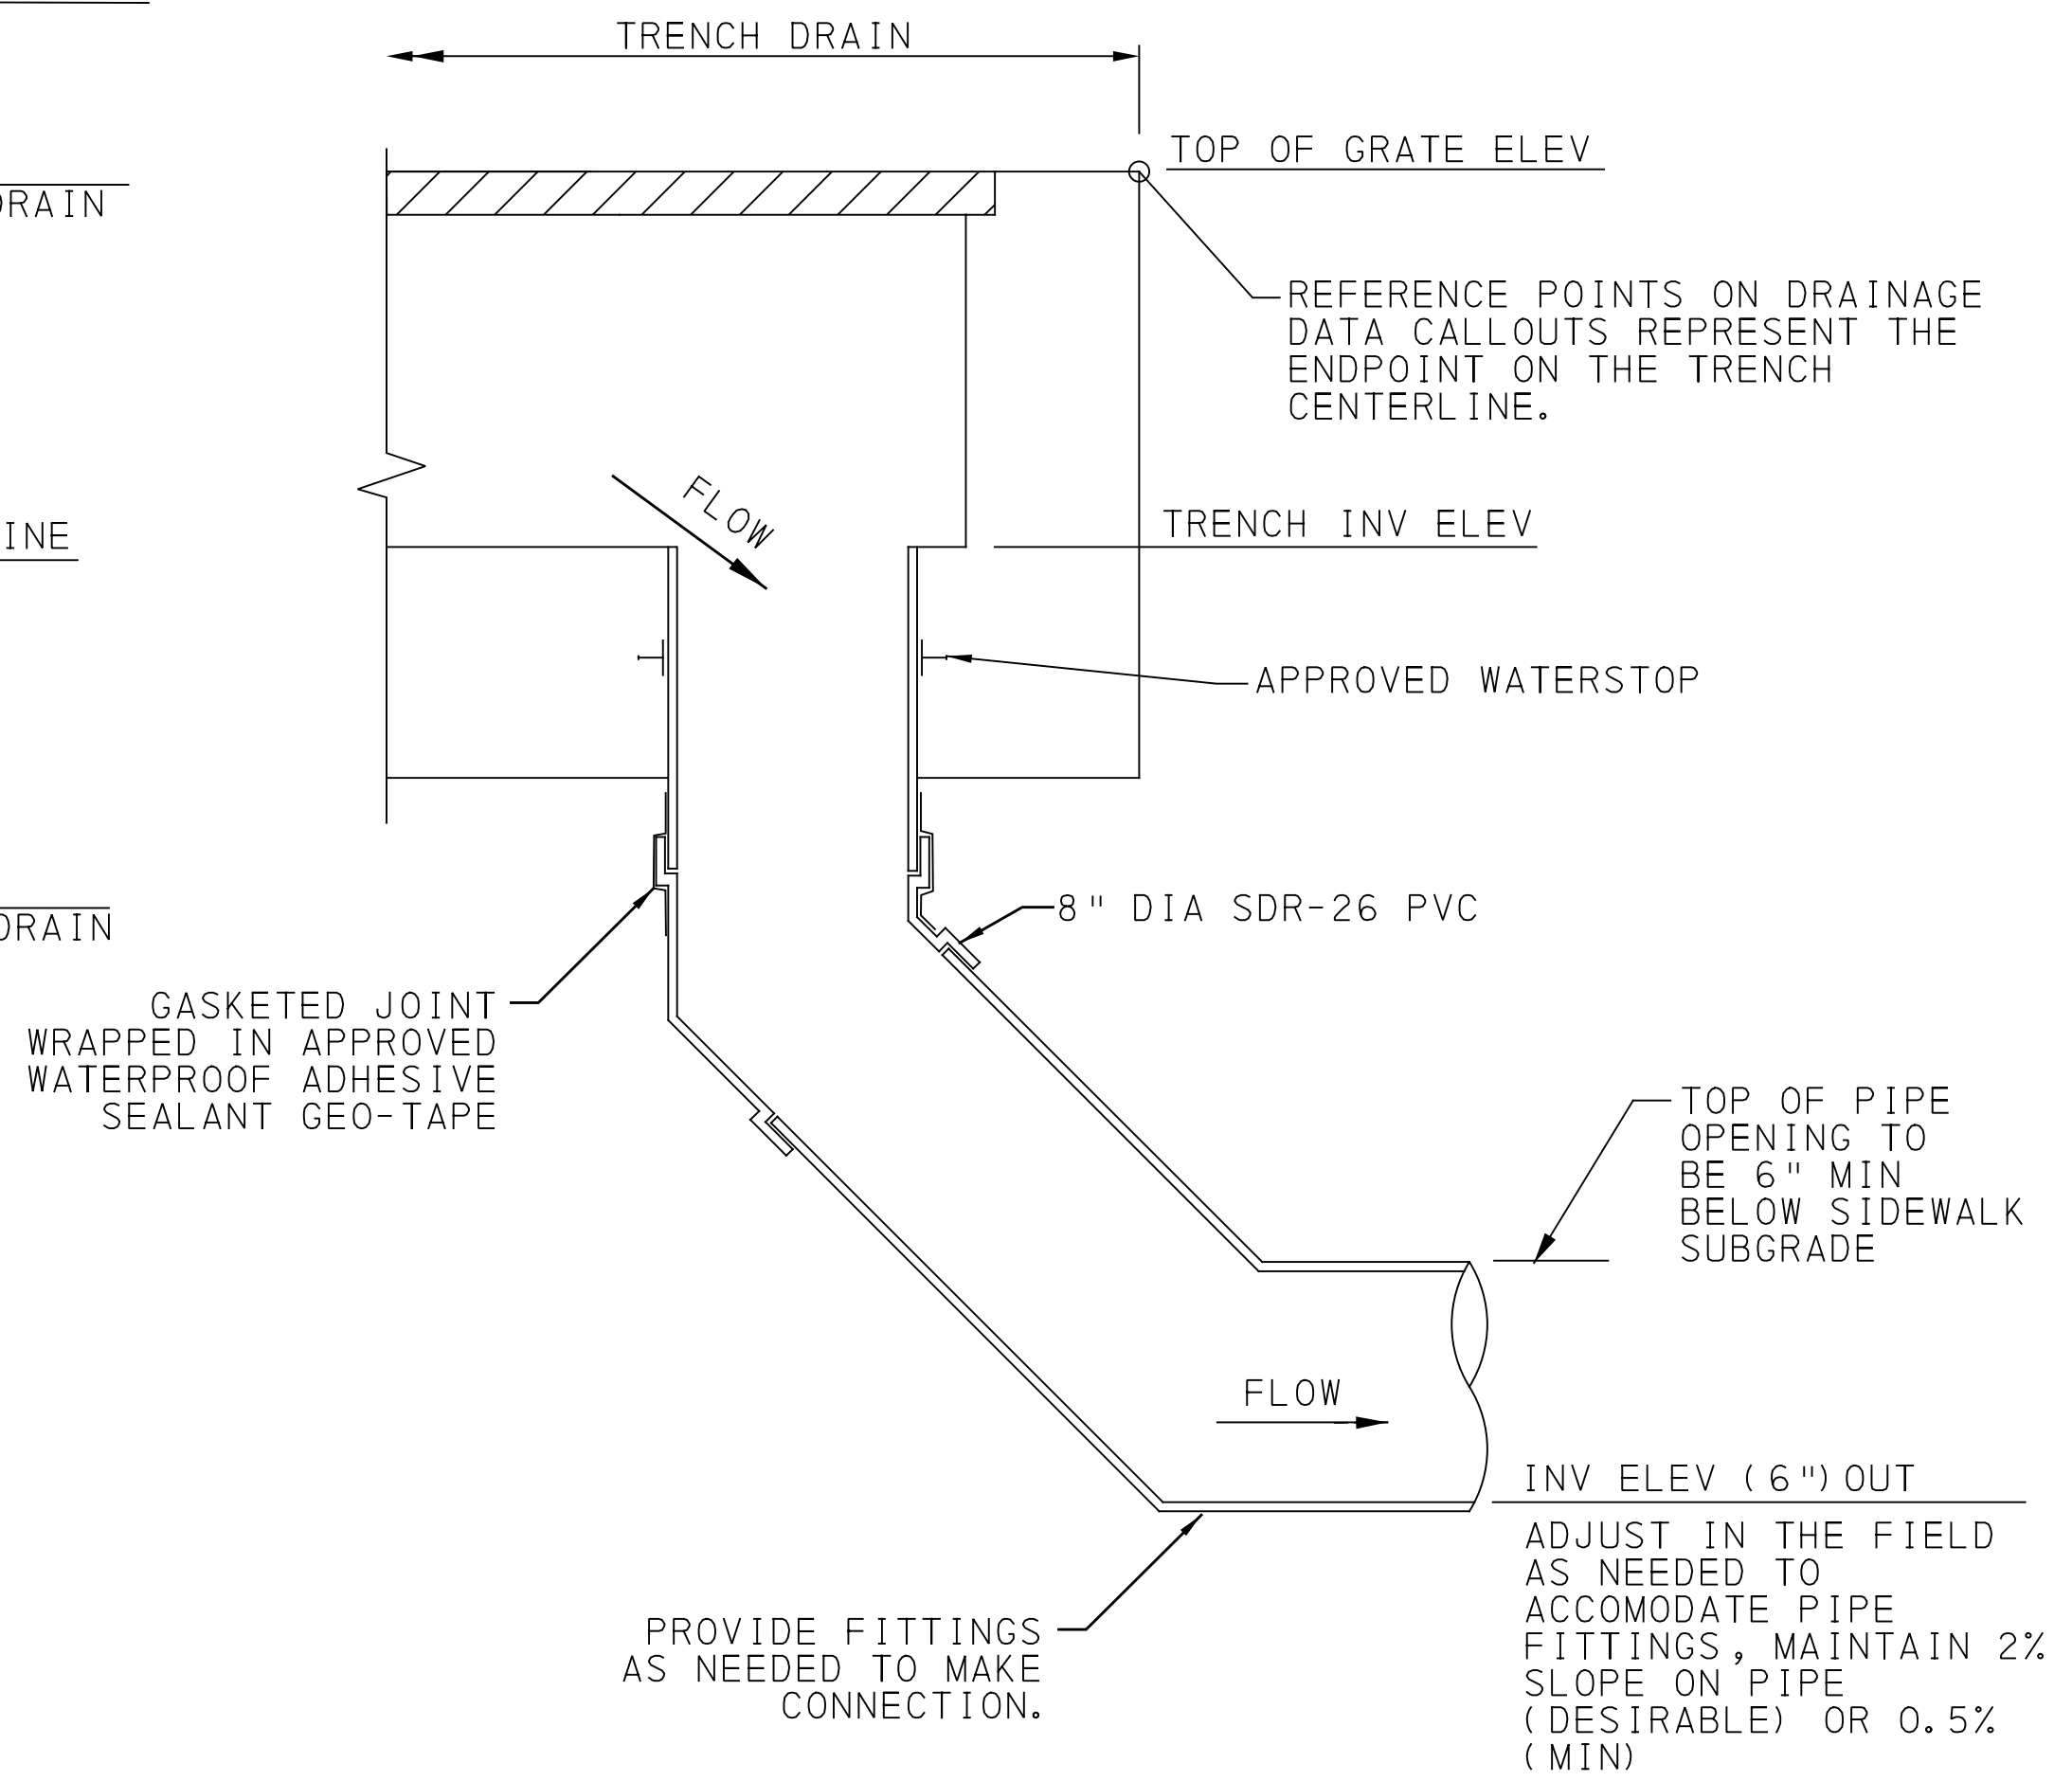 TRENCH DRAIN
TOP OF GRATE ELEV
DRAIN
REFERENCE POINTS ON DRAINAGE
DATA CALLOUTS REPRESENT THE
ENDPOINT ON THE TRENCH
CENTERLINE.
FLOW
TRENCH INV ELEV
INE
APPROVED WATERSTOP
8" DIA SDR-26 PVC
DRAIN
GASKETED JOINT
WRAPPED IN APPROVED
WATERPROOF ADHESIVE
SEALANT GEO-TAPE
TOP OF PIPE
OPENING TO
BE 6" MIN
BELOW SIDEWALK
SUBGRADE
FLOW
INV ELEV (6")OUT
ADJUST IN THE FIELD
AS NEEDED TO
ACCOMODATE PIPE
FITTINGS, MAINTAIN 2%
SLOPE ON PIPE
(DESIRABLE) OR 0.5%
(MIN)
PROVIDE FITTINGS
AS NEEDED TO MAKE
CONNECTION.